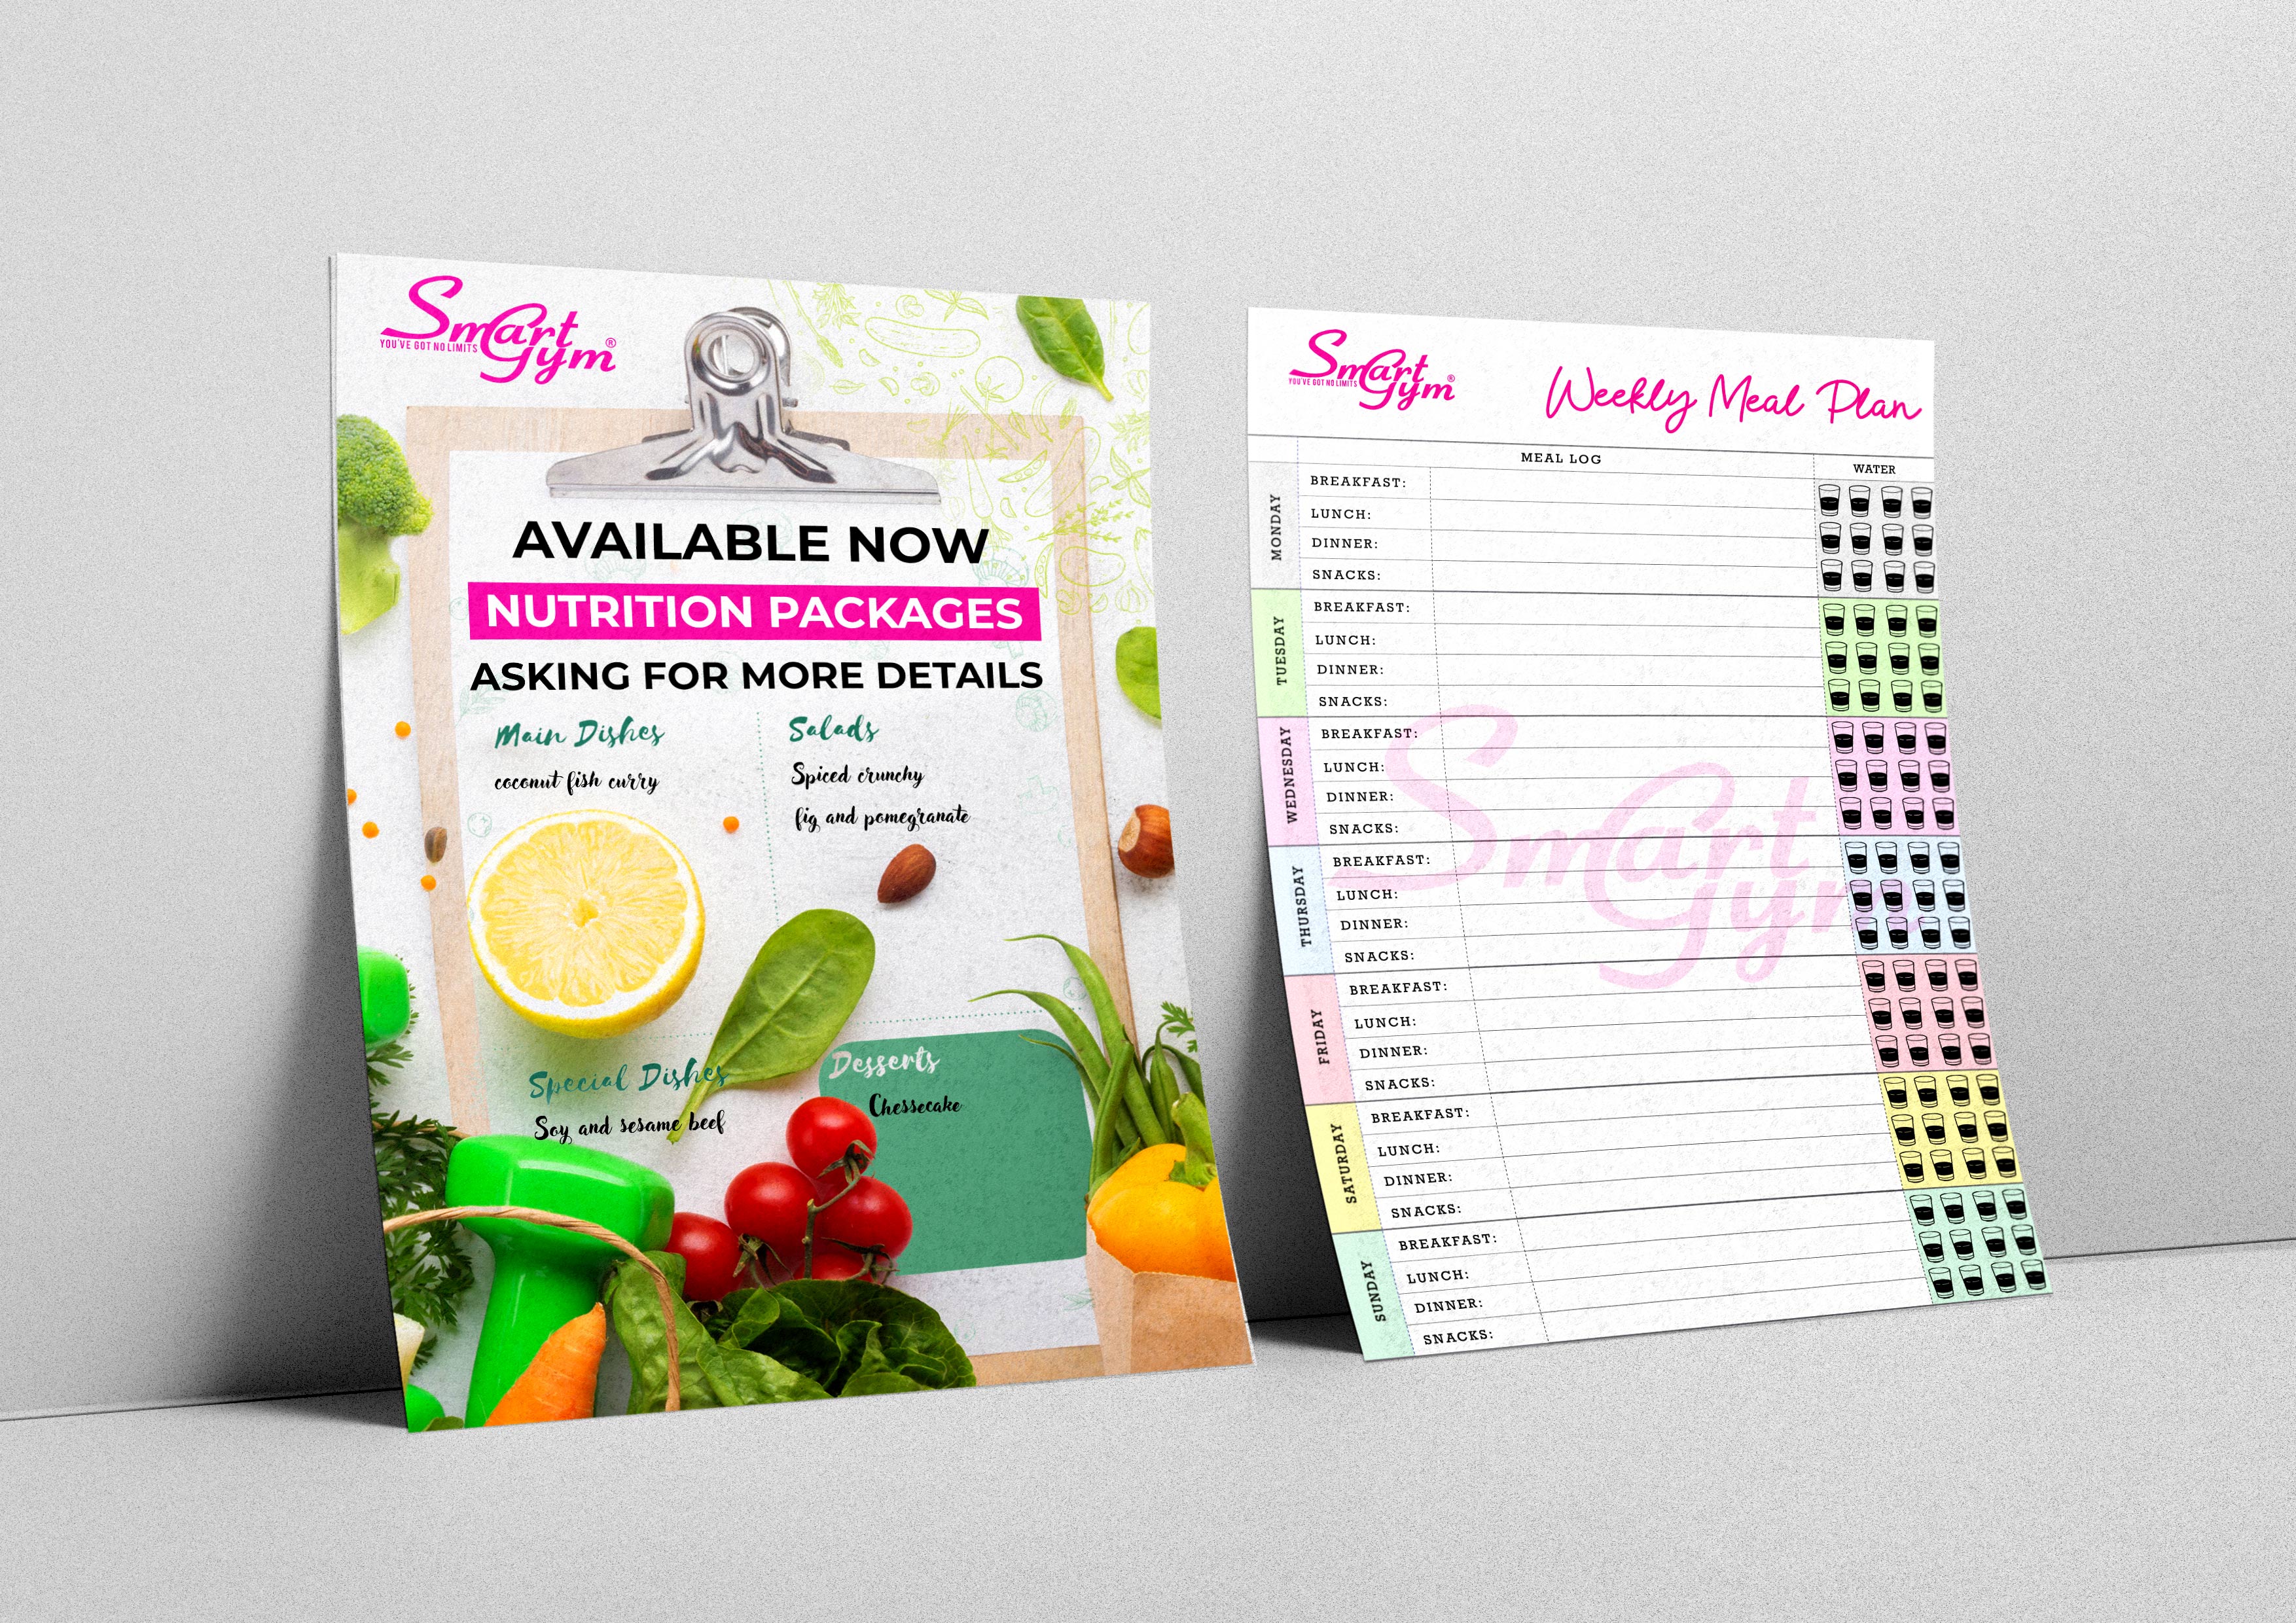 Smart
YOU'VE GOT NO LIMITS
Gym®
AVAILABLE NOW
NUTRITION PACKAGES
ASKING FOR MORE DETAILS
Main Dishes
coconut fish curry
Salads
Spiced crunchy
fig and pomegranate
Special Dishes
Soy and sesame beef
Desserts
Chessecake
Smart
YOU'VE GOT NO LIMITS
Gym®
Weekly Meal Plan
MEAL LOG
WATER
MONDAY
BREAKFAST:
LUNCH:
DINNER:
SNACKS:
TUESDAY
BREAKFAST:
LUNCH:
DINNER:
SNACKS:
WEDNESDAY
BREAKFAST:
LUNCH:
DINNER:
SNACKS:
THURSDAY
BREAKFAST:
LUNCH:
DINNER:
SNACKS:
FRIDAY
BREAKFAST:
LUNCH:
DINNER:
SNACKS:
SATURDAY
BREAKFAST:
LUNCH:
DINNER:
SNACKS:
SUNDAY
BREAKFAST:
LUNCH:
DINNER:
SNACKS:
Smart
Gym